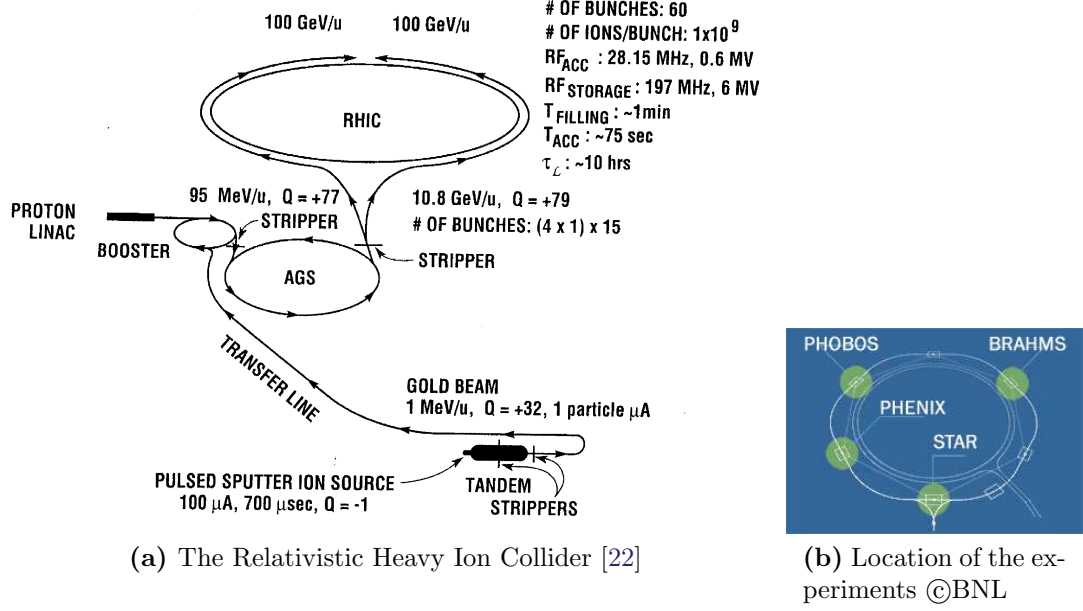 100 GeV/u 100 GeV/u
# OF BUNCHES: 60
# OF IONS/BUNCH: 1x10⁹
RF_ACC : 28.15 MHz, 0.6 MV
RF_STORAGE : 197 MHz, 6 MV
T_FILLING : ~1min
T_ACC : ~75 sec
τ_ℒ : ~10 hrs
RHIC
95 MeV/u, Q = +77
10.8 GeV/u, Q = +79
# OF BUNCHES: (4 x 1) x 15
PROTON
LINAC
STRIPPER
BOOSTER
STRIPPER
AGS
TRANSFER LINE
GOLD BEAM
1 MeV/u, Q = +32, 1 particle μA
PULSED SPUTTER ION SOURCE
100 μA, 700 μsec, Q = -1
TANDEM
STRIPPERS
(a) The Relativistic Heavy Ion Collider [22]
PHOBOS
BRAHMS
PHENIX
STAR
(b) Location of the ex-
periments ©BNL